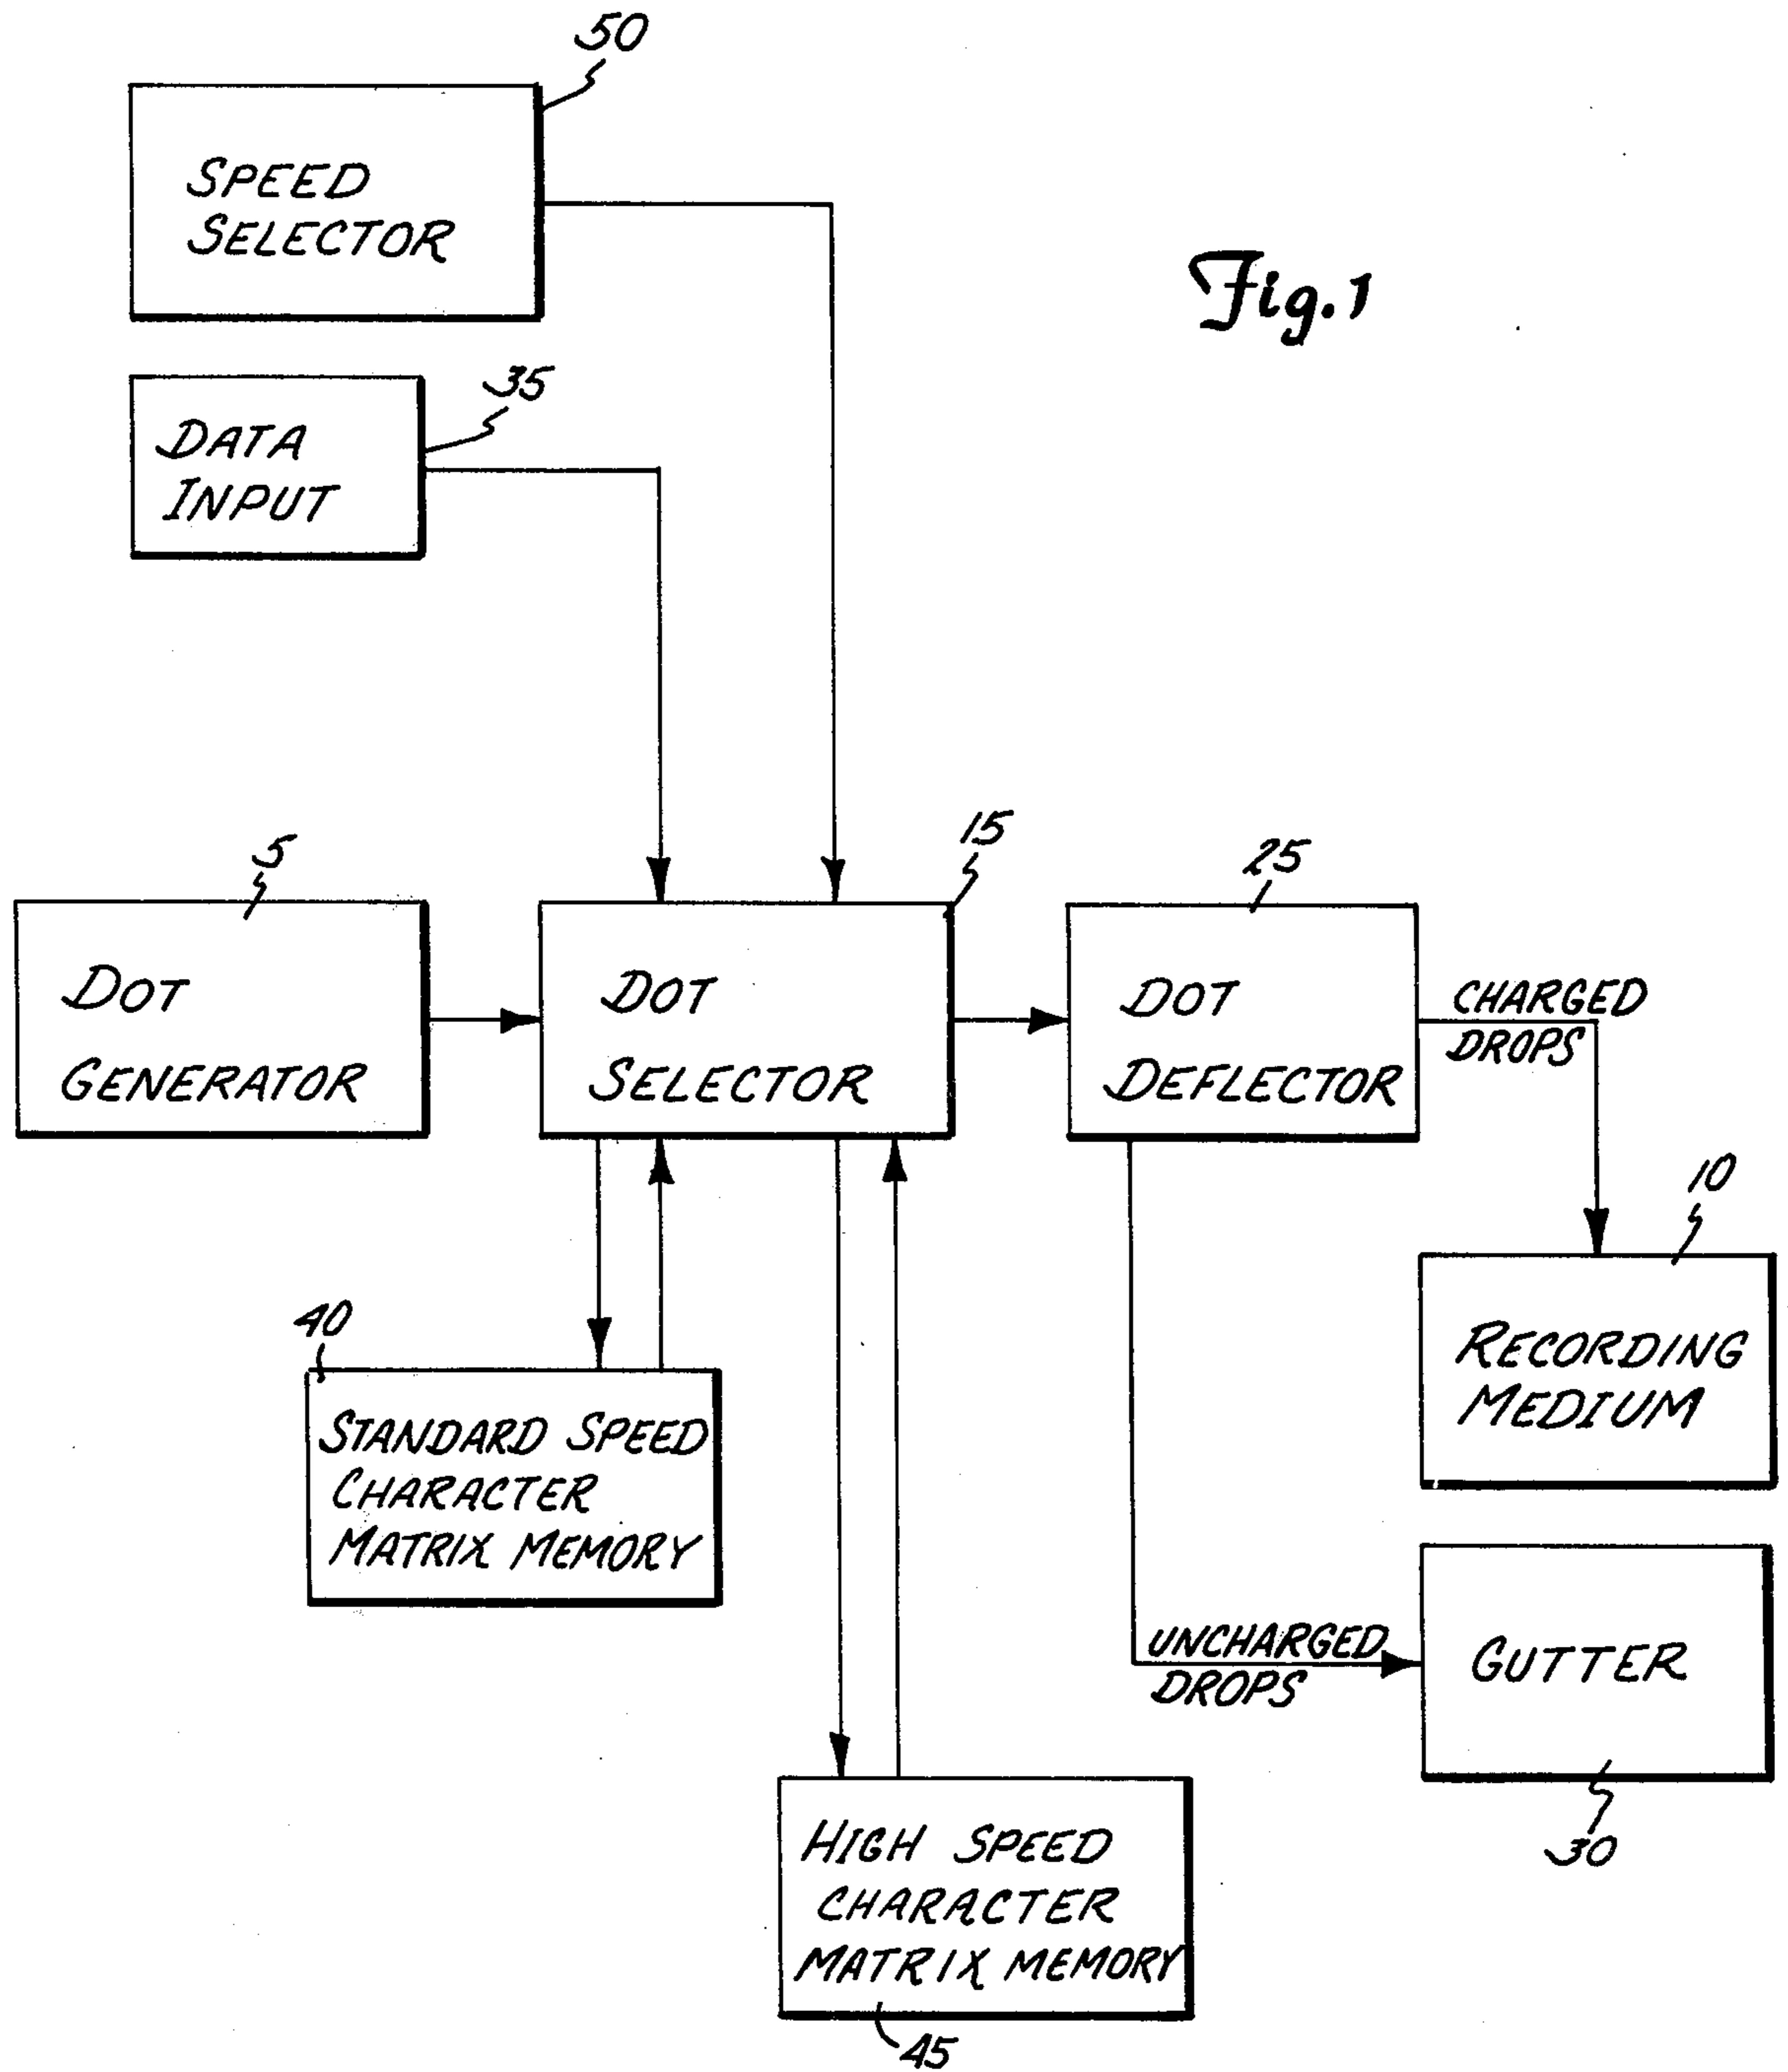 50
SPEED
SELECTOR
Fig.1
35
DATA
INPUT
5
15
25
DOT
GENERATOR
DOT
SELECTOR
DOT
DEFLECTOR
CHARGED
DROPS
10
RECORDING
MEDIUM
40
STANDARD SPEED
CHARACTER
MATRIX MEMORY
UNCHARGED
DROPS
GUTTER
30
HIGH SPEED
CHARACTER
MATRIX MEMORY
45